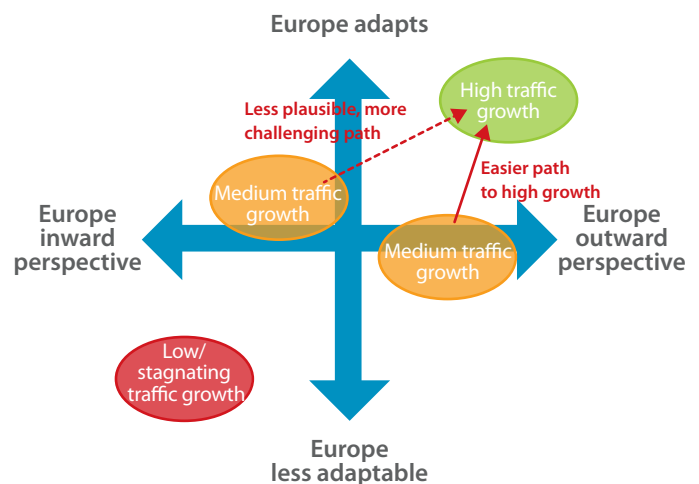 Europe adapts
High traffic
growth
Less plausible, more
challenging path
Easier path
to high growth
Medium traffic
growth
Europe
inward
perspective
Europe
outward
perspective
Medium traffic
growth
Low/
stagnating
traffic growth
Europe
less adaptable